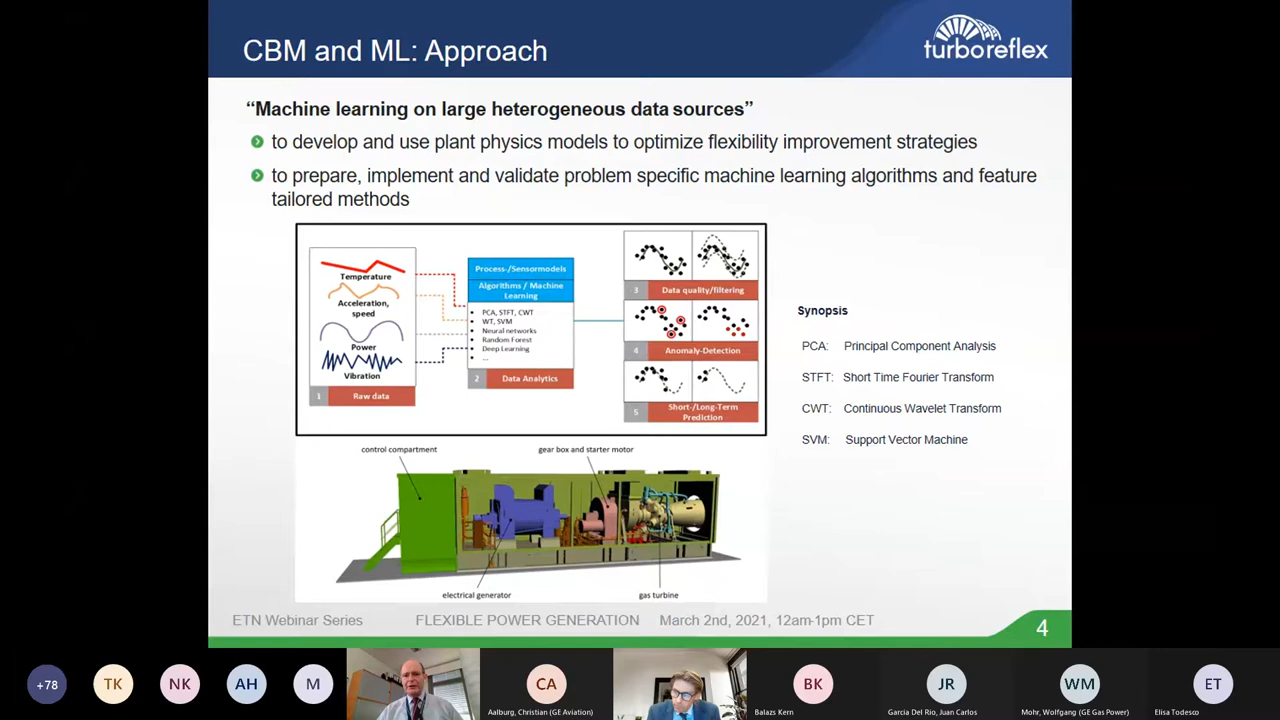 CBM and ML: Approach
turboreflex
“Machine learning on large heterogeneous data sources”
to develop and use plant physics models to optimize flexibility improvement strategies
to prepare, implement and validate problem specific machine learning algorithms and feature
tailored methods
Temperature
Acceleration,
speed
Power
Vibration
1 Raw data
Process-/Sensormodels
Algorithms / Machine
Learning
• PCA, STFT, CWT
• WT, SVM
• Neural networks
• Random Forest
• Deep Learning
• ...
2 Data Analytics
3 Data quality/filtering
4 Anomaly-Detection
5 Short-/Long-Term
Prediction
Synopsis
PCA: Principal Component Analysis
STFT: Short Time Fourier Transform
CWT: Continuous Wavelet Transform
SVM: Support Vector Machine
control compartment
gear box and starter motor
electrical generator
gas turbine
ETN Webinar Series FLEXIBLE POWER GENERATION March 2nd, 2021, 12am-1pm CET
4
+78
TK
NK
AH
M
CA
Aalburg, Christian (GE Aviation)
BK
Balazs Kern
JR
Garcia Del Rio, Juan Carlos
WM
Mohr, Wolfgang (GE Gas Power)
ET
Elisa Todesco